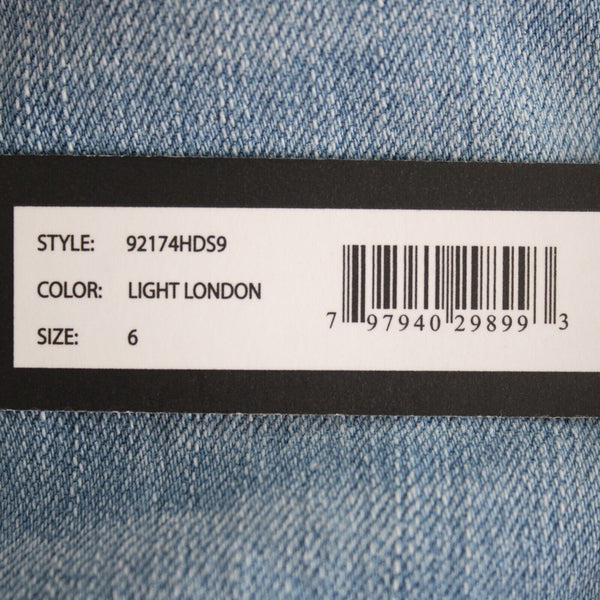 STYLE: 92174HDS9
COLOR: LIGHT LONDON
SIZE: 6
7 97940 29899 3